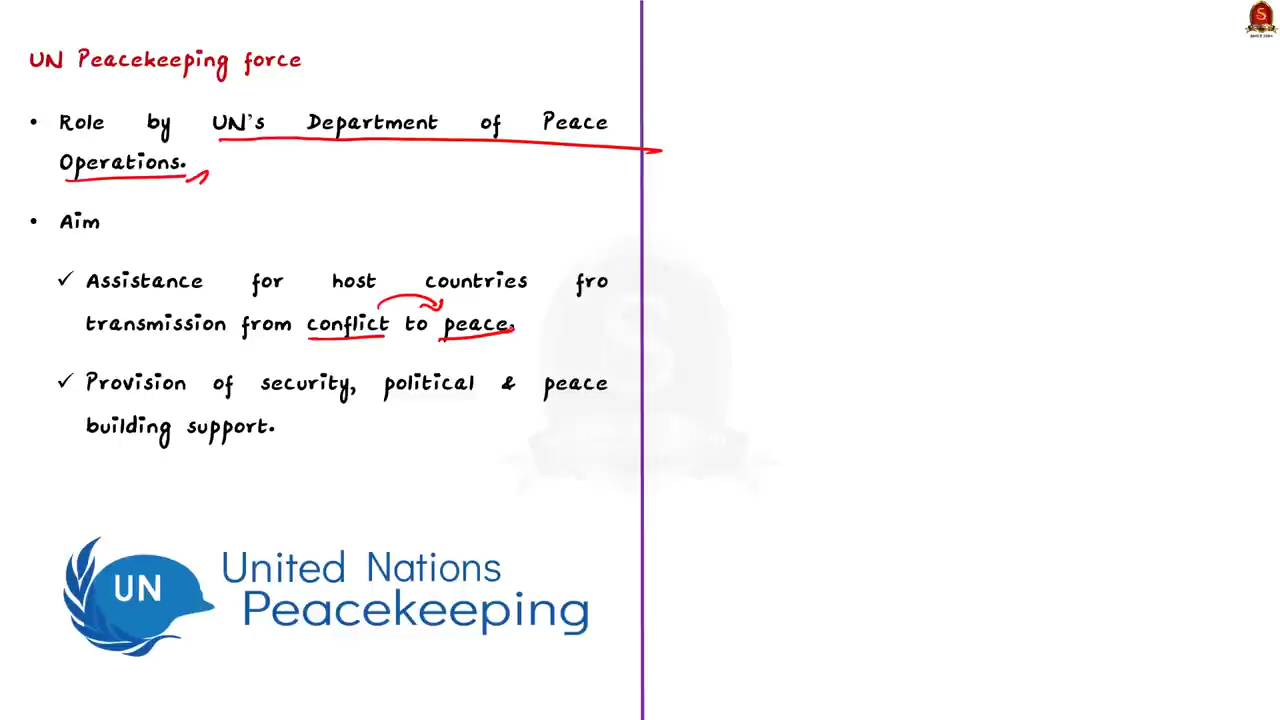 UN Peacekeeping force
• Role by UN's Department of Peace
Operations.
• Aim
✓ Assistance for host countries fro
transmission from conflict to peace.
✓ Provision of security, political & peace
building support.
UN
United Nations
Peacekeeping
S